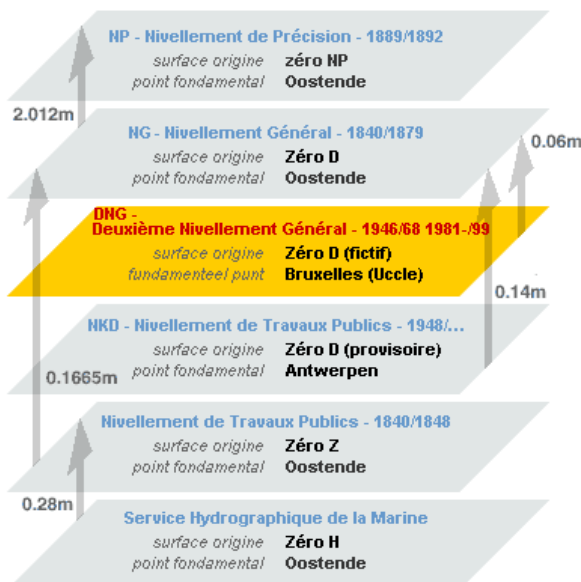 NP - Nivellement de Précision - 1889/1892
surface origine zéro NP
point fondamental Oostende
2.012m
NG - Nivellement Général - 1840/1879
0.06m
surface origine Zéro D
point fondamental Oostende
DNG -
Deuxième Nivellement Général - 1946/68 1981-/99
surface origine Zéro D (fictif)
fundamenteel punt Bruxelles (Uccle)
0.14m
NKD - Nivellement de Travaux Publics - 1948/...
surface origine Zéro D (provisoire)
point fondamental Antwerpen
0.1665m
Nivellement de Travaux Publics - 1840/1848
surface origine Zéro Z
point fondamental Oostende
0.28m
Service Hydrographique de la Marine
surface origine Zéro H
point fondamental Oostende